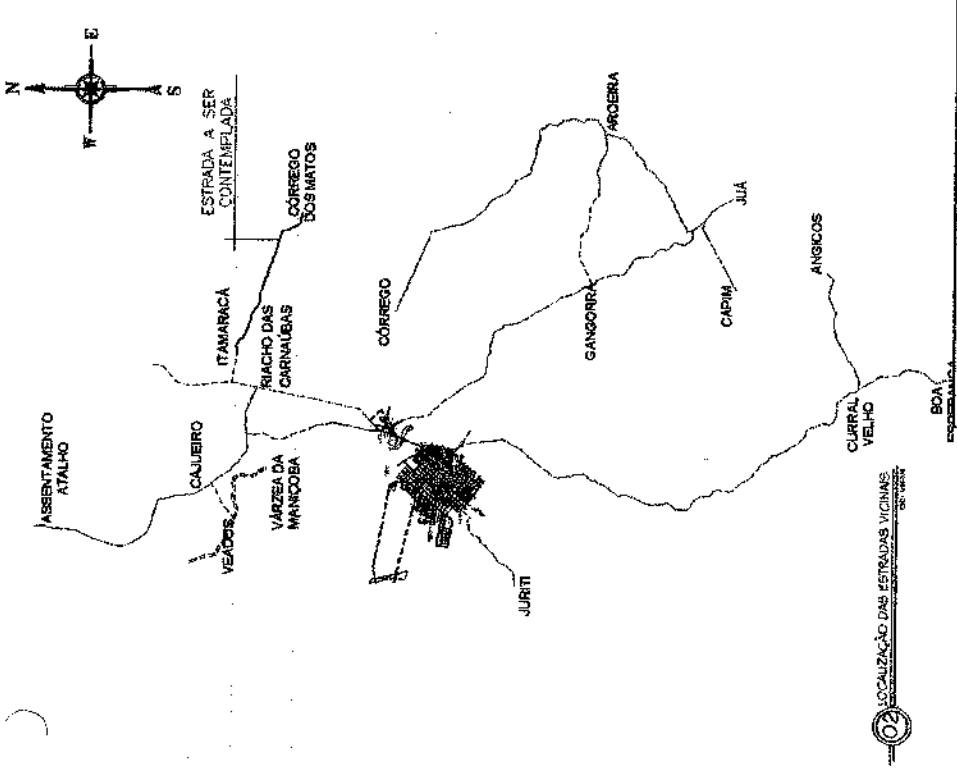 N
E
W
S
ESTRADA A SER
CONTEMPLADA
CÓRREGO
DOS MATOS
ITAMARACÁ
RIACHO DAS
CARNAÚBAS
ASSENTAMENTO
ATALHO
CAJUEIRO
VEADOS
VÁRZEA DA
MANIÇOBA
CÓRREGO
AROEIRA
GANGORRA
JUÁ
CAPIM
JURITI
ANGICOS
CURRAL
VELHO
BOA
ESPERANÇA
02
LOCALIZAÇÃO DAS ESTRADAS VICINAIS